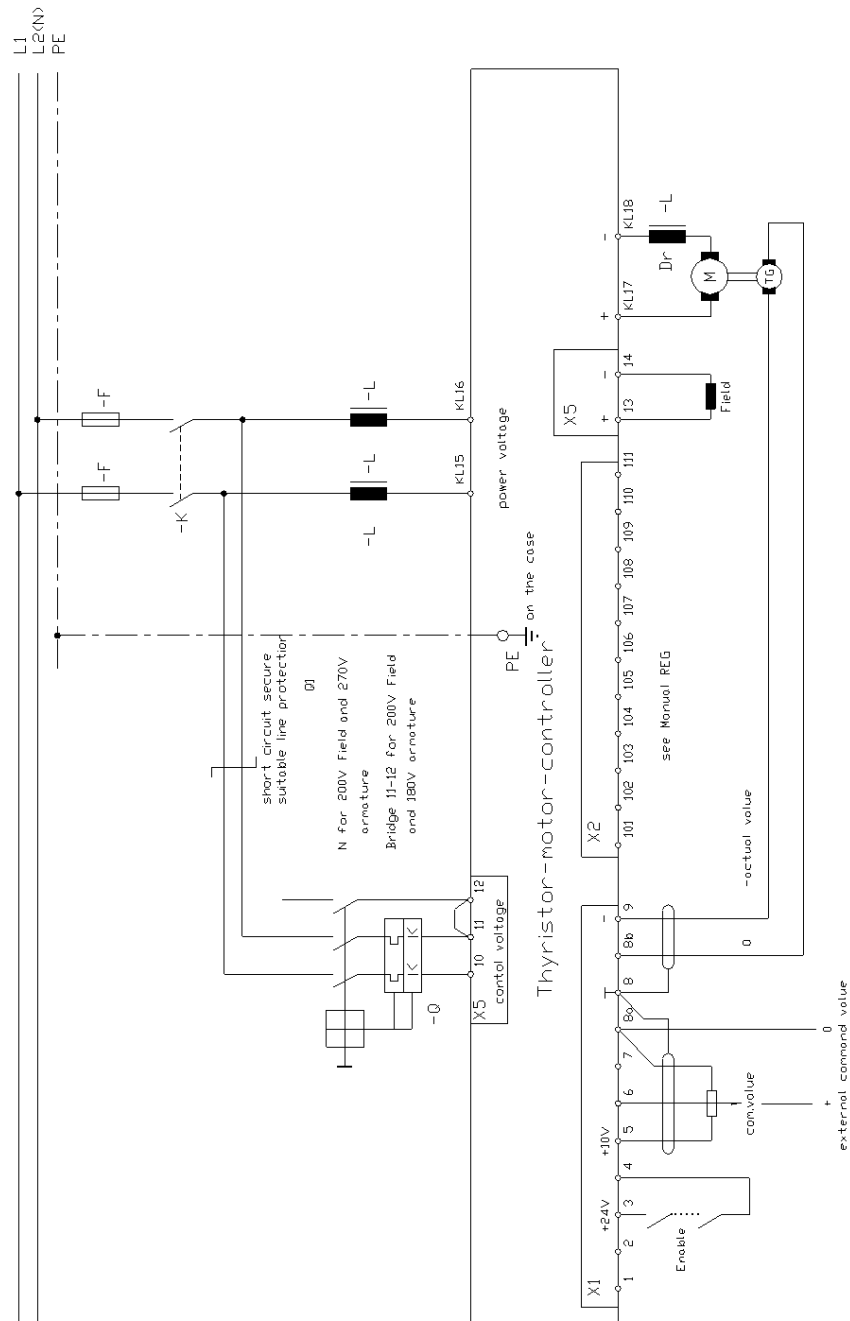 L1
L2(N)
PE
-F
-F
-K
-L
-L
-L
KL16
KL15
power voltage
PE
on the case
short circuit secure
suitable line protection
Q1
N for 200V Field and 270V
armature
Bridge 11-12 for 200V Field
and 180V armature
-Q
X5
contol voltage
10
11
12
Thyristor-motor-controller
KL18
-
KL17
+
-L
Dr
M
TG
X5
14
-
13
+
Field
X2
111
110
109
108
107
106
105
104
103
102
101
see Manual REG
X1
9
-
8b
8
8a
7
6
5
+10V
4
3
+24V
2
1
-actual value
0
0
com.value
+
external command value
Enable